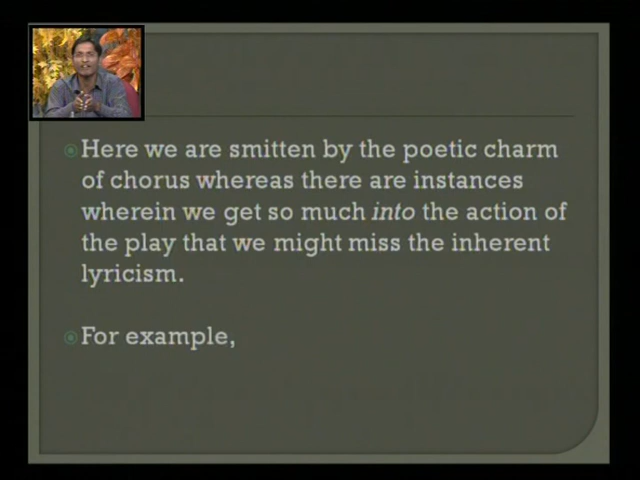 Here we are smitten by the poetic charm
of chorus whereas there are instances
wherein we get so much into the action of
the play that we might miss the inherent
lyricism.
For example,